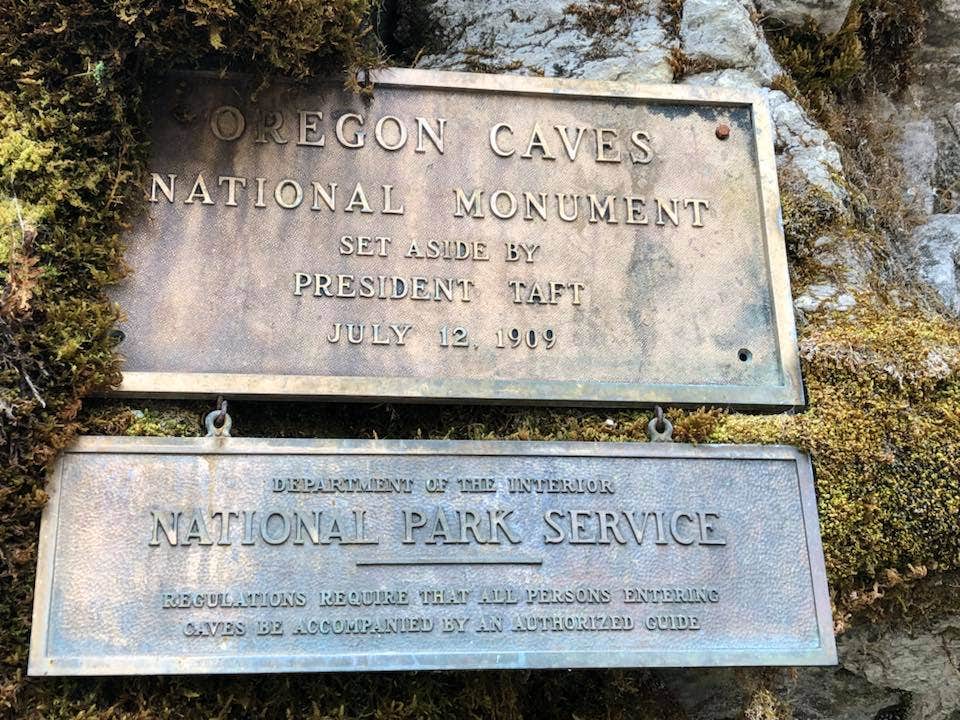 OREGON CAVES
NATIONAL MONUMENT
SET ASIDE BY
PRESIDENT TAFT
JULY 12, 1909
DEPARTMENT OF THE INTERIOR
NATIONAL PARK SERVICE
REGULATIONS REQUIRE THAT ALL PERSONS ENTERING
CAVES BE ACCOMPANIED BY AN AUTHORIZED GUIDE